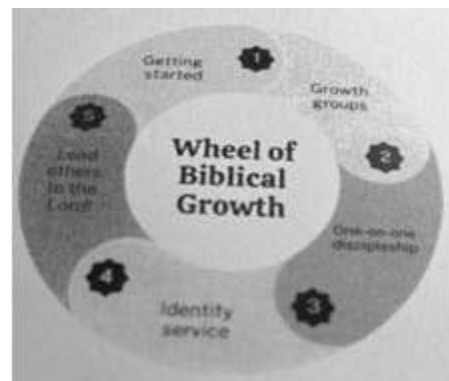 Getting
started
1
Growth
groups
2
One-on-one
discipleship
3
Identity
service
4
Lead
others
to the
Lord!
5
Wheel of
Biblical
Growth